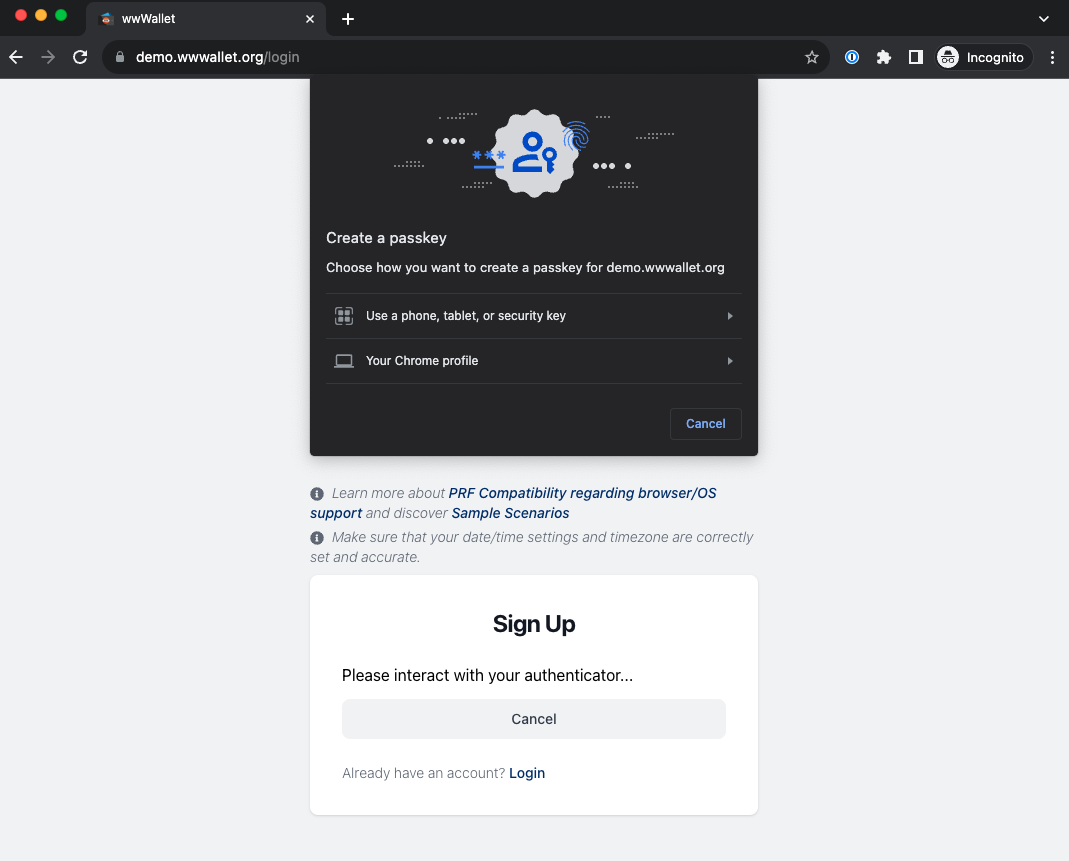 wwWallet
demo.wwwallet.org/login
Incognito
***
Create a passkey
Choose how you want to create a passkey for demo.wwwallet.org
Use a phone, tablet, or security key
Your Chrome profile
Cancel
Learn more about PRF Compatibility regarding browser/OS
support and discover Sample Scenarios
Make sure that your date/time settings and timezone are correctly
set and accurate.
Sign Up
Please interact with your authenticator...
Cancel
Already have an account? Login